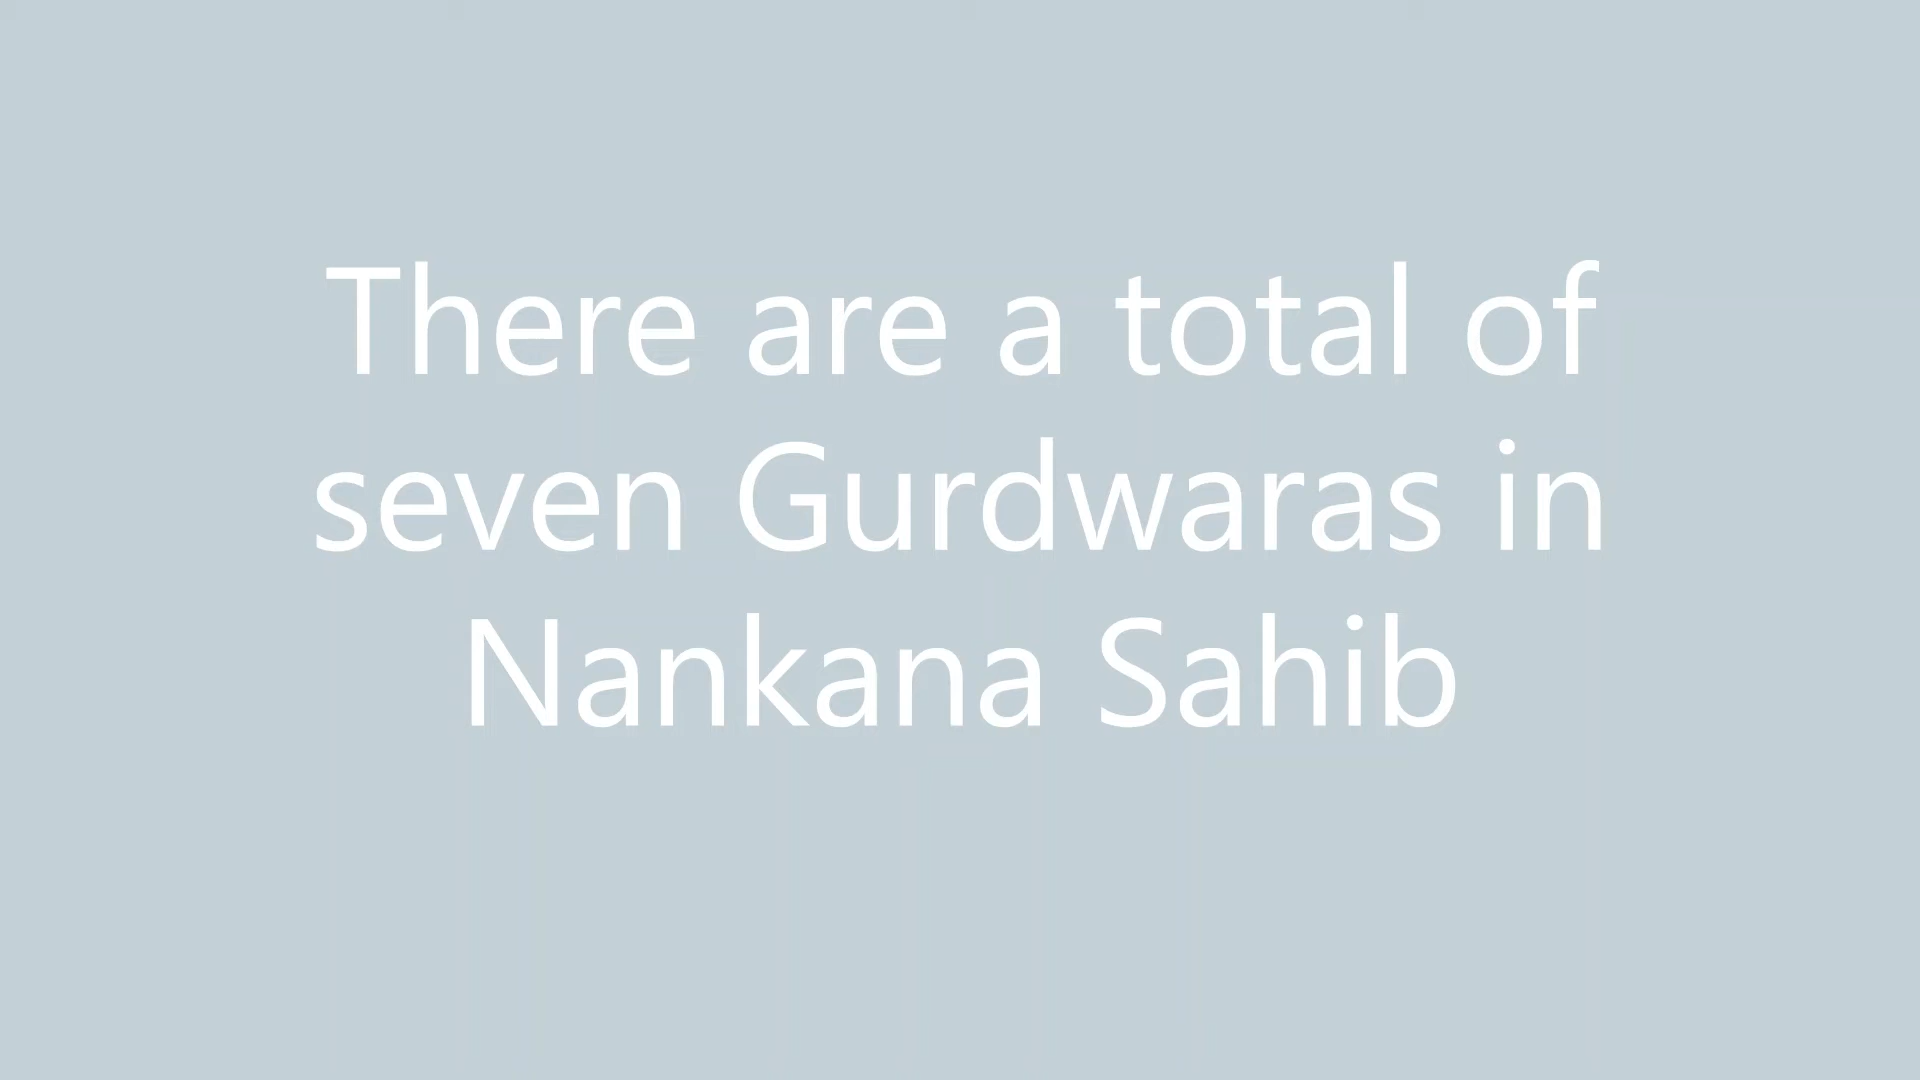 There are a total of
seven Gurdwaras in
Nankana Sahib